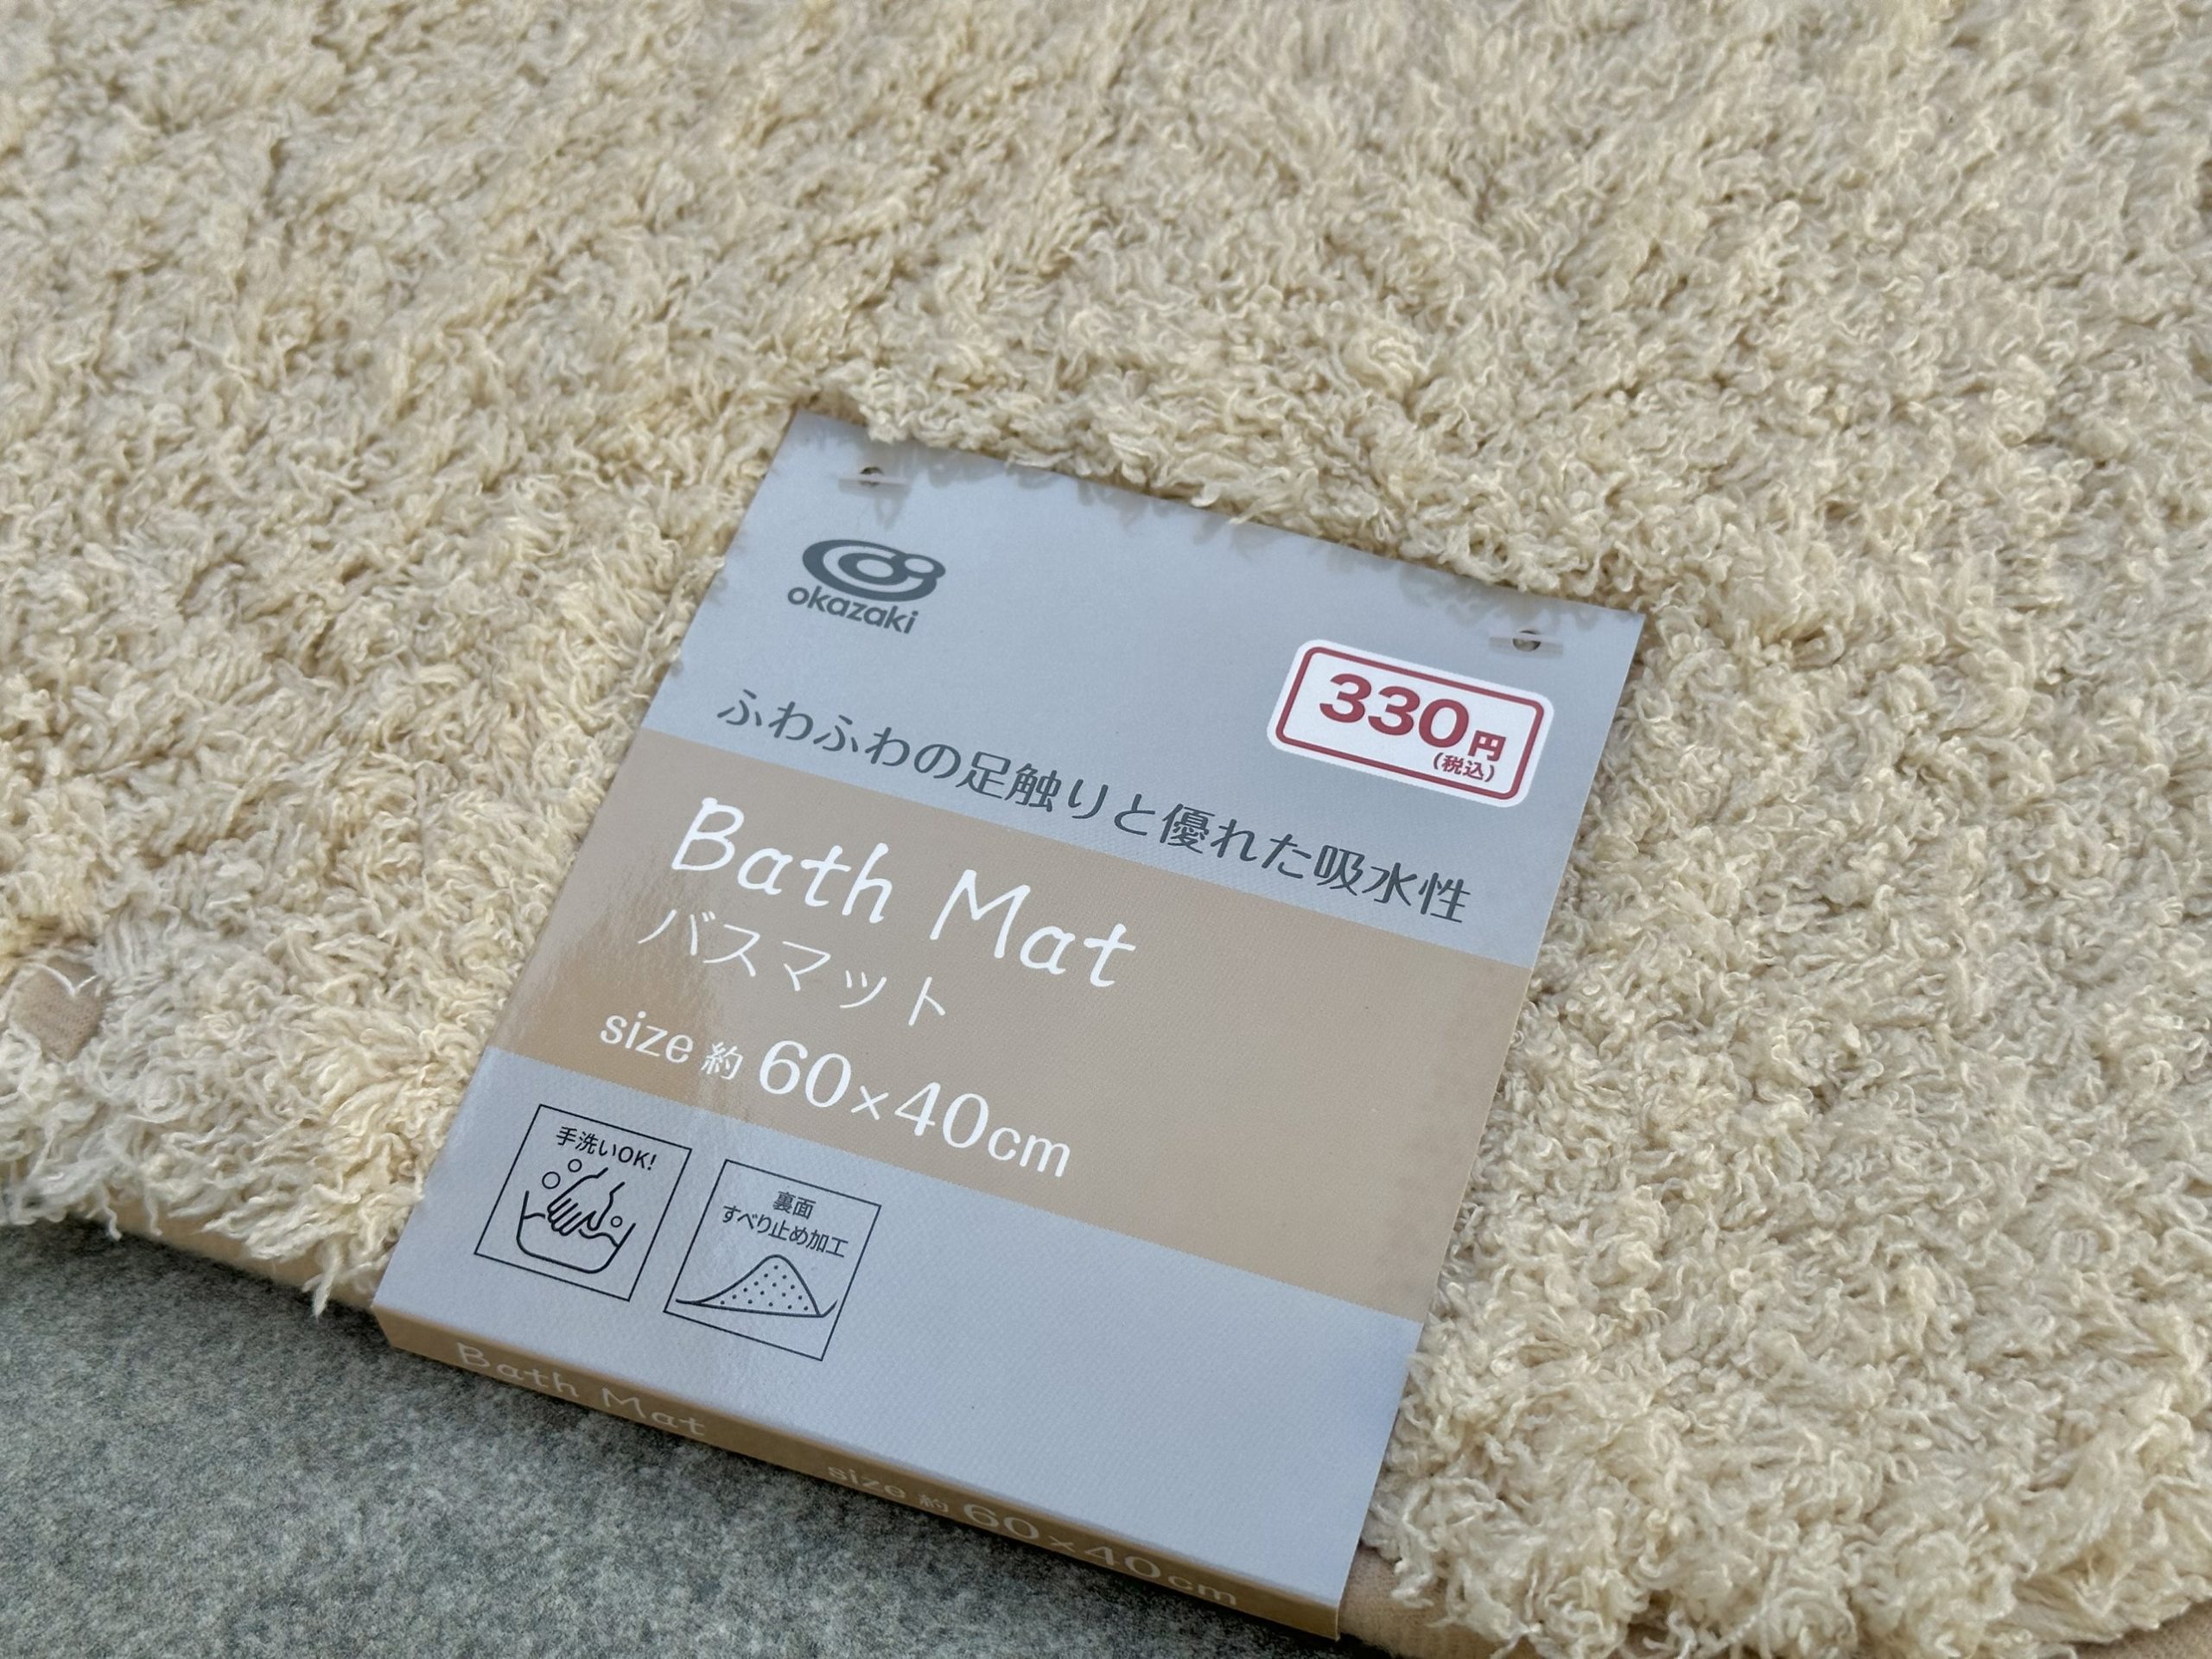 okazaki
330円
(税込)
ふわふわの足触りと優れた吸水性
Bath Mat
バスマット
size 約 60×40cm
手洗いOK!
裏面
すべり止め加工
Bath Mat
size 約 60×40cm